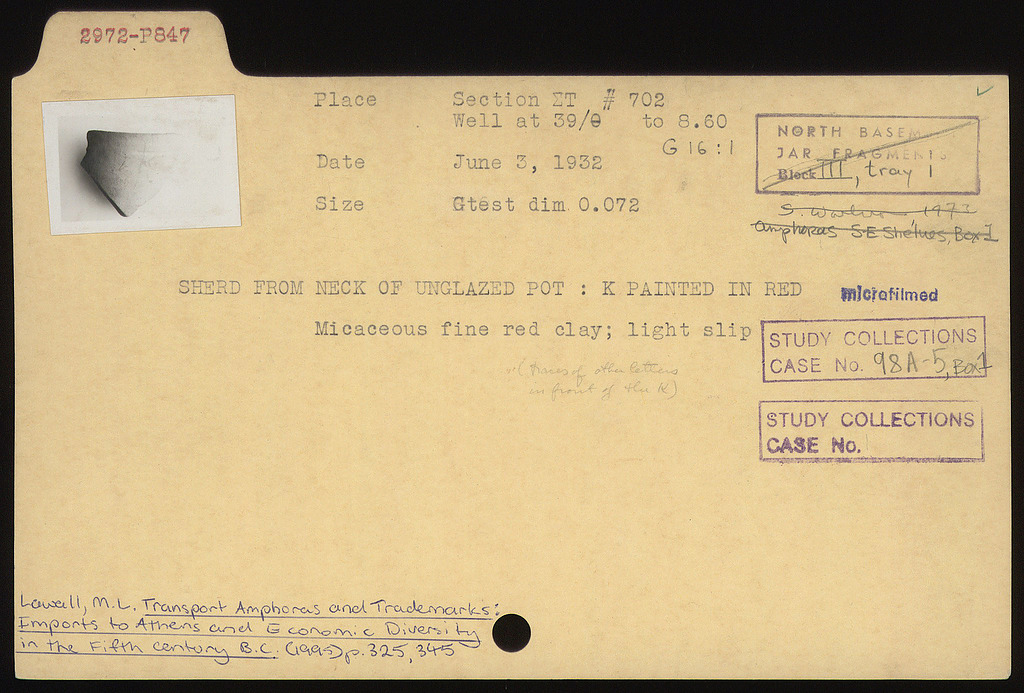 2972-P847
Place Section ΣT # 702
Well at 39/Θ to 8.60
G 16:1
Date June 3, 1932
Size Gtest dim 0.072
NORTH BASEM
JAR FRAGMENTS
Block III, tray 1
S. 1973
Amphoras SE Shelves, Box 1
SHERD FROM NECK OF UNGLAZED POT : K PAINTED IN RED
microfilmed
Micaceous fine red clay; light slip
(traces of other letters
in front of the K)
STUDY COLLECTIONS
CASE No. 98A-5, Box 1
STUDY COLLECTIONS
CASE No.
Lawall, M.L. Transport Amphoras and Trademarks:
Imports to Athens and Economic Diversity
in the Fifth Century B.C. (1995) p. 325, 345